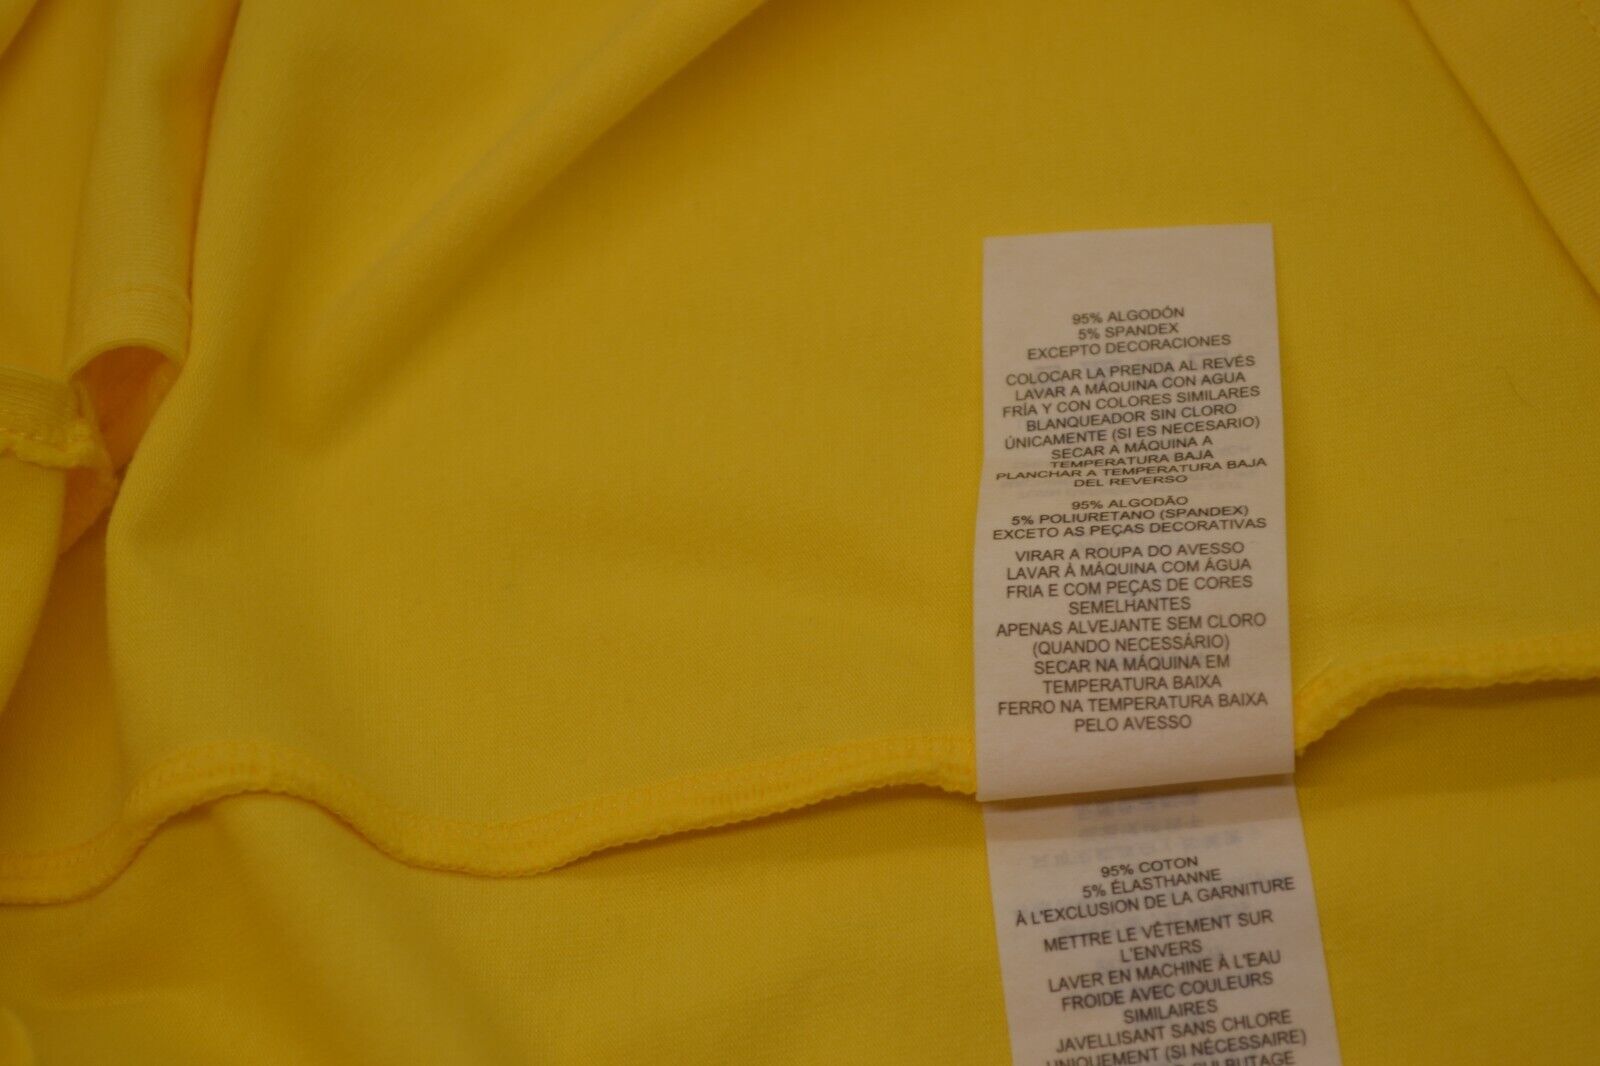 95% ALGODÓN
5% SPANDEX
EXCEPTO DECORACIONES
COLOCAR LA PRENDA AL REVÉS
LAVAR A MÁQUINA CON AGUA
FRÍA Y CON COLORES SIMILARES
BLANQUEADOR SIN CLORO
ÚNICAMENTE (SI ES NECESARIO)
SECAR A MÁQUINA A
TEMPERATURA BAJA
PLANCHAR A TEMPERATURA BAJA
DEL REVERSO
95% ALGODÃO
5% POLIURETANO (SPANDEX)
EXCETO AS PEÇAS DECORATIVAS
VIRAR A ROUPA DO AVESSO
LAVAR À MÁQUINA COM ÁGUA
FRIA E COM PEÇAS DE CORES
SEMELHANTES
APENAS ALVEJANTE SEM CLORO
(QUANDO NECESSÁRIO)
SECAR NA MÁQUINA EM
TEMPERATURA BAIXA
FERRO NA TEMPERATURA BAIXA
PELO AVESSO
95% COTON
5% ÉLASTHANNE
À L'EXCLUSION DE LA GARNITURE
METTRE LE VÊTEMENT SUR
L'ENVERS
LAVER EN MACHINE À L'EAU
FROIDE AVEC COULEURS
SIMILAIRES
JAVELLISANT SANS CHLORE
UNIQUEMENT (SI NÉCESSAIRE)